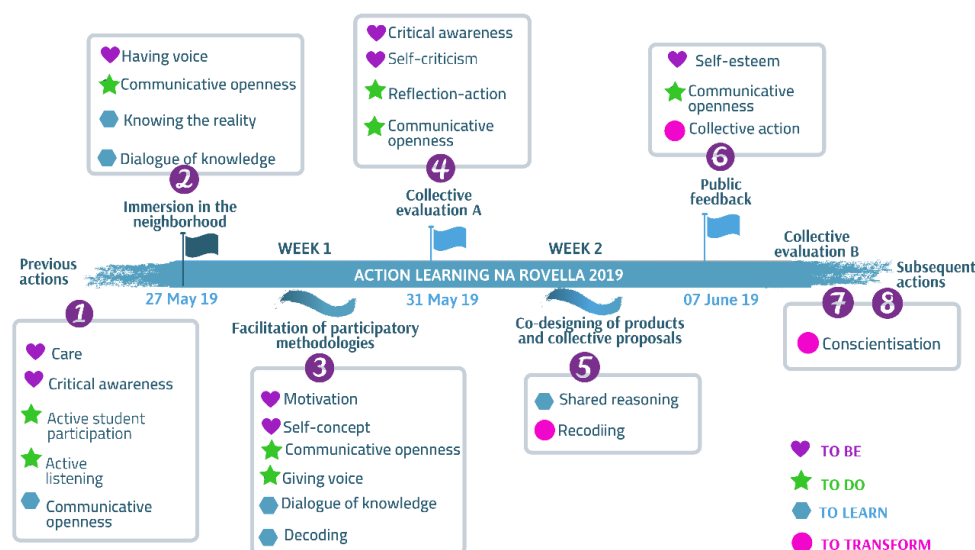 Having voice
Communicative openness
Knowing the reality
Dialogue of knowledge
2
Immersion in the
neighborhood
Critical awareness
Self-criticism
Reflection-action
Communicative
openness
4
Collective
evaluation A
Self-esteem
Communicative
openness
Collective action
6
Public
feedback
Previous
actions
WEEK 1
WEEK 2
Collective
evaluation B
Subsequent
actions
ACTION LEARNING NA ROVELLA 2019
27 May 19
31 May 19
07 June 19
1
Care
Critical awareness
Active student
participation
Active
listening
Communicative
openness
Facilitation of participatory
methodologies
3
Motivation
Self-concept
Communicative openness
Giving voice
Dialogue of knowledge
Decoding
Co-designing of products
and collective proposals
5
Shared reasoning
Recodiing
7
8
Conscientisation
TO BE
TO DO
TO LEARN
TO TRANSFORM